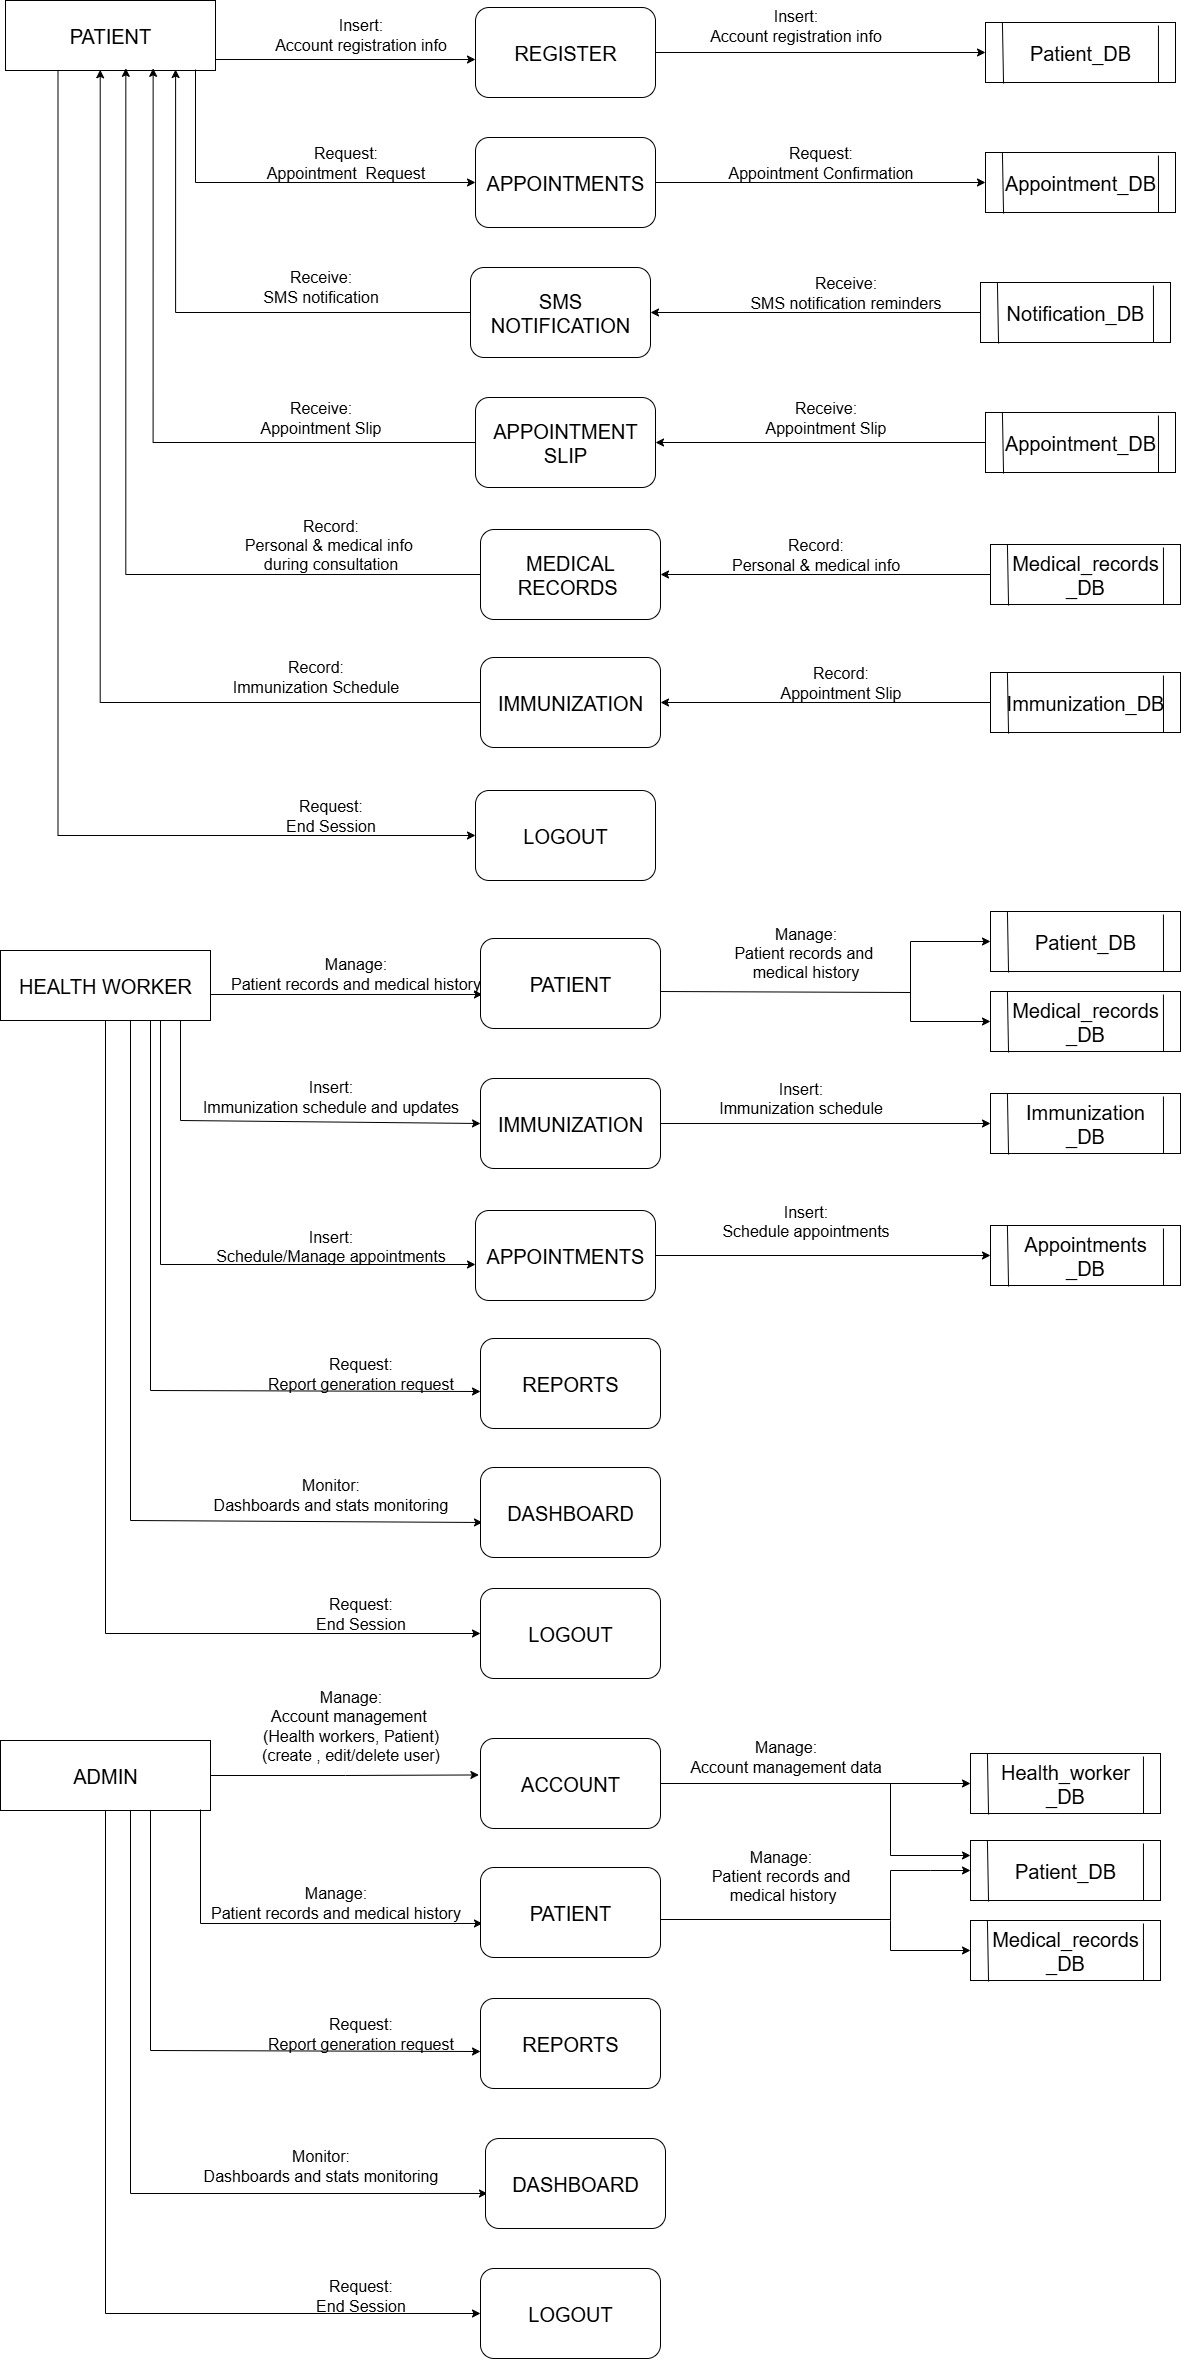 PATIENT
Insert:
Account registration info
REGISTER
Insert:
Account registration info
Patient_DB
Request:
Appointment  Request
APPOINTMENTS
Request:
Appointment Confirmation
Appointment_DB
Receive:
SMS notification
SMS
NOTIFICATION
Receive:
SMS notification reminders
Notification_DB
Receive:
Appointment Slip
APPOINTMENT
SLIP
Receive:
Appointment Slip
Appointment_DB
Record:
Personal & medical info
during consultation
MEDICAL
RECORDS
Record:
Personal & medical info
Medical_records
_DB
Record:
Immunization Schedule
IMMUNIZATION
Record:
Appointment Slip
Immunization_DB
Request:
End Session
LOGOUT
HEALTH WORKER
Manage:
Patient records and medical history
PATIENT
Manage:
Patient records and
medical history
Patient_DB
Medical_records
_DB
Insert:
Immunization schedule and updates
IMMUNIZATION
Insert:
Immunization schedule
Immunization
_DB
Insert:
Schedule/Manage appointments
APPOINTMENTS
Insert:
Schedule appointments
Appointments
_DB
Request:
Report generation request
REPORTS
Monitor:
Dashboards and stats monitoring
DASHBOARD
Request:
End Session
LOGOUT
ADMIN
Manage:
Account management
(Health workers, Patient)
(create , edit/delete user)
ACCOUNT
Manage:
Account management data
Health_worker
_DB
Manage:
Patient records and medical history
PATIENT
Manage:
Patient records and
medical history
Patient_DB
Medical_records
_DB
Request:
Report generation request
REPORTS
Monitor:
Dashboards and stats monitoring
DASHBOARD
Request:
End Session
LOGOUT